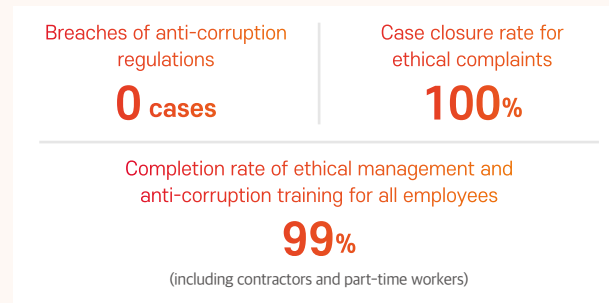 Breaches of anti-corruption
regulations
0 cases
Case closure rate for
ethical complaints
100%
Completion rate of ethical management and
anti-corruption training for all employees
99%
(including contractors and part-time workers)